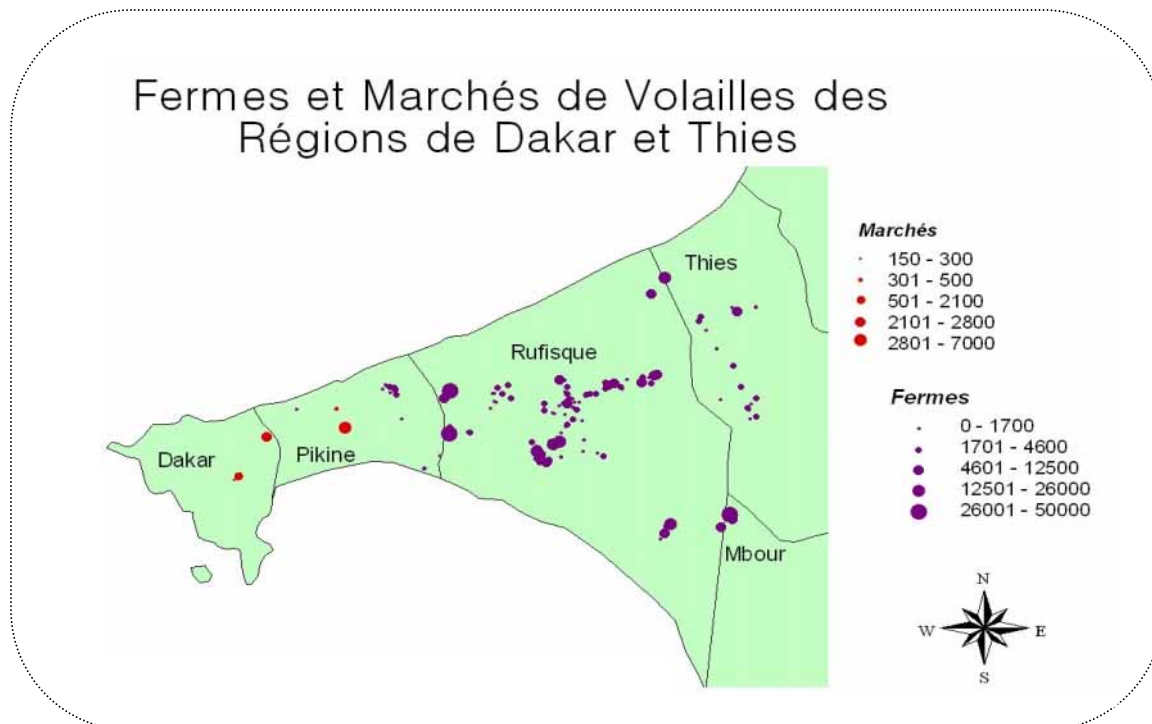 Fermes et Marchés de Volailles des
Régions de Dakar et Thies
Thies
Rufisque
Pikine
Dakar
Mbour
Marchés
150 - 300
301 - 500
501 - 2100
2101 - 2800
2801 - 7000
Fermes
0 - 1700
1701 - 4600
4601 - 12500
12501 - 26000
26001 - 50000
N
W
E
S